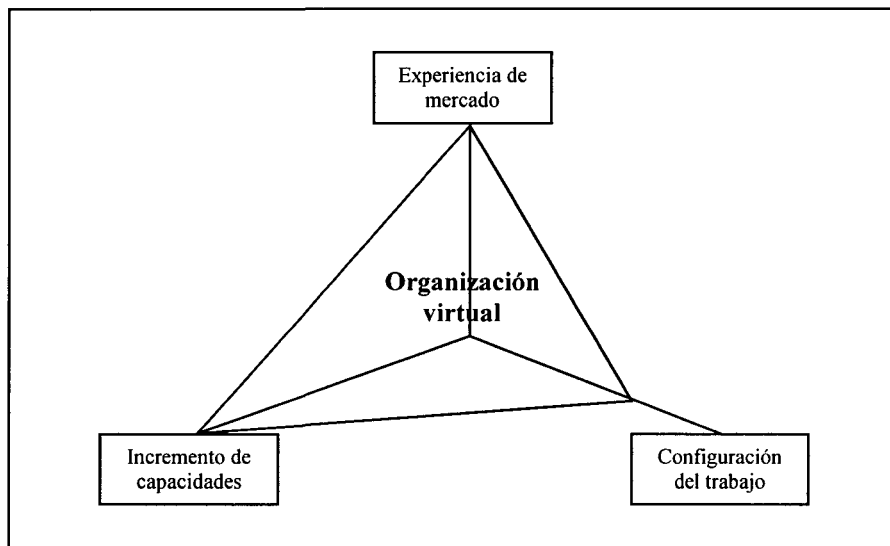 Experiencia de
mercado
Organización
virtual
Incremento de
capacidades
Configuración
del trabajo